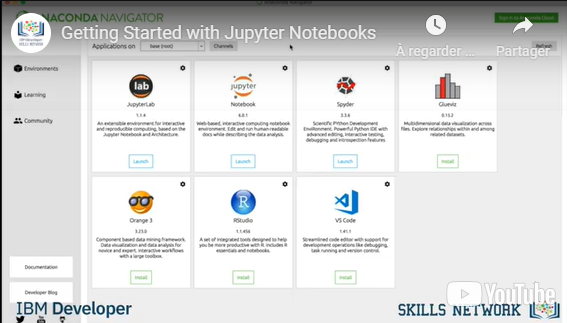 ANACONDA NAVIGATOR
Sign in to Anaconda Cloud
Getting Started with Jupyter Notebooks
À regarder ...
Partager
IBM Developer
SKILLS NETWORK
Applications on
base (root)
Channels
Refresh
Environments
Learning
Community
lab
JupyterLab
1.1.4
An extensible environment for interactive
and reproducible computing, based on the
Jupyter Notebook and Architecture.
Launch
jupyter
Notebook
6.0.1
Web-based, interactive computing notebook
environment. Edit and run human-readable
docs while describing the data analysis.
Launch
Spyder
3.3.6
Scientific PYthon Development
EnviRonment. Powerful Python IDE with
advanced editing, interactive testing,
debugging and introspection features
Launch
Glueviz
0.15.2
Multidimensional data visualization across
files. Explore relationships within and among
related datasets.
Install
Orange 3
3.23.0
Component based data mining framework.
Data visualization and data analysis for
novice and expert. Interactive workflows
with a large toolbox.
Install
R
RStudio
1.1.456
A set of integrated tools designed to help
you be more productive with R. Includes R
essentials and notebooks.
Install
VS Code
1.41.1
Streamlined code editor with support for
development operations like debugging,
task running and version control.
Install
Documentation
Developer Blog
IBM Developer
SKILLS NETWORK
YouTube